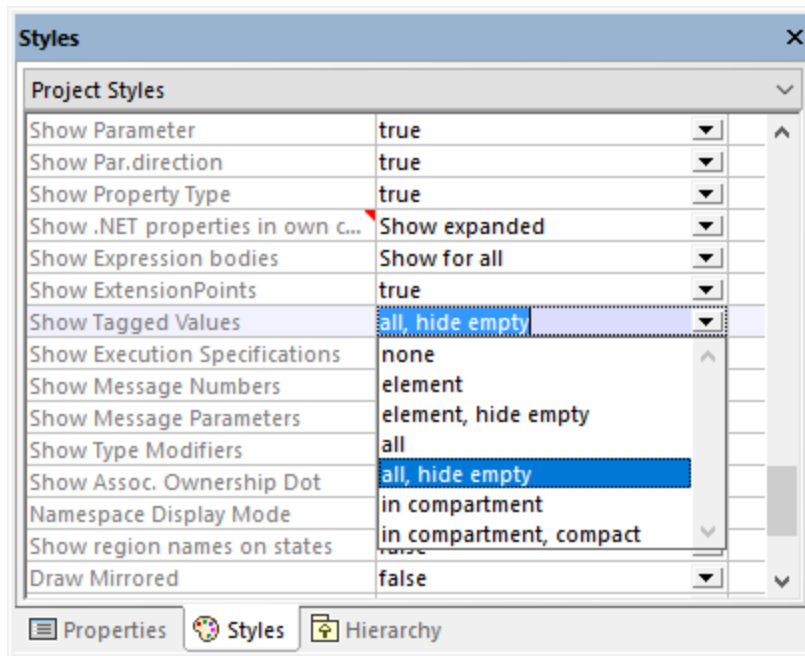 Styles
Project Styles
Show Parameter true
Show Par.direction true
Show Property Type true
Show .NET properties in own c... Show expanded
Show Expression bodies Show for all
Show ExtensionPoints true
Show Tagged Values all, hide empty
Show Execution Specifications none
Show Message Numbers element
Show Message Parameters element, hide empty
Show Type Modifiers all
Show Assoc. Ownership Dot all, hide empty
Namespace Display Mode in compartment
Show region names on states in compartment, compact
Draw Mirrored false
Properties Styles Hierarchy